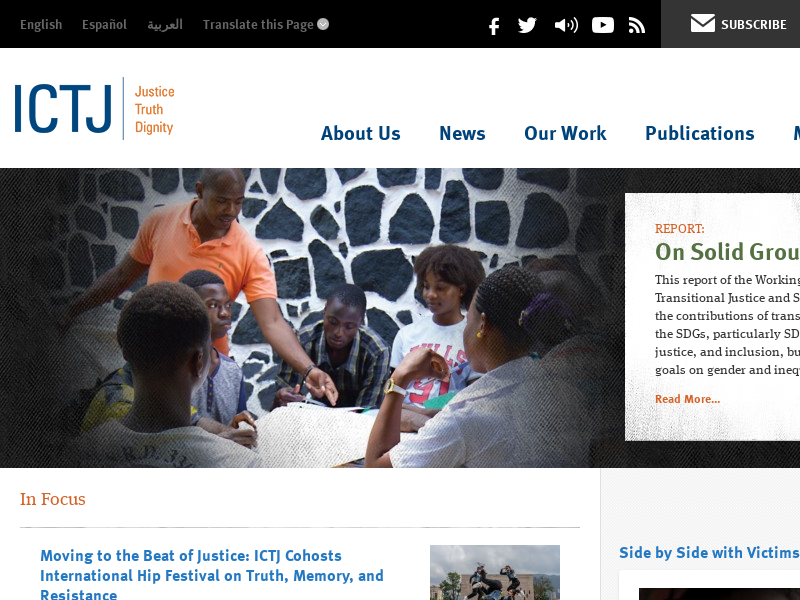 English Español العربية Translate this Page
SUBSCRIBE
ICTJ
Justice
Truth
Dignity
About Us News Our Work Publications
REPORT:
On Solid Grou
This report of the Working
Transitional Justice and S
the contributions of trans
the SDGs, particularly SD
justice, and inclusion, bu
goals on gender and inequ
Read More...
In Focus
Moving to the Beat of Justice: ICTJ Cohosts
International Hip Festival on Truth, Memory, and
Resistance
Side by Side with Victims